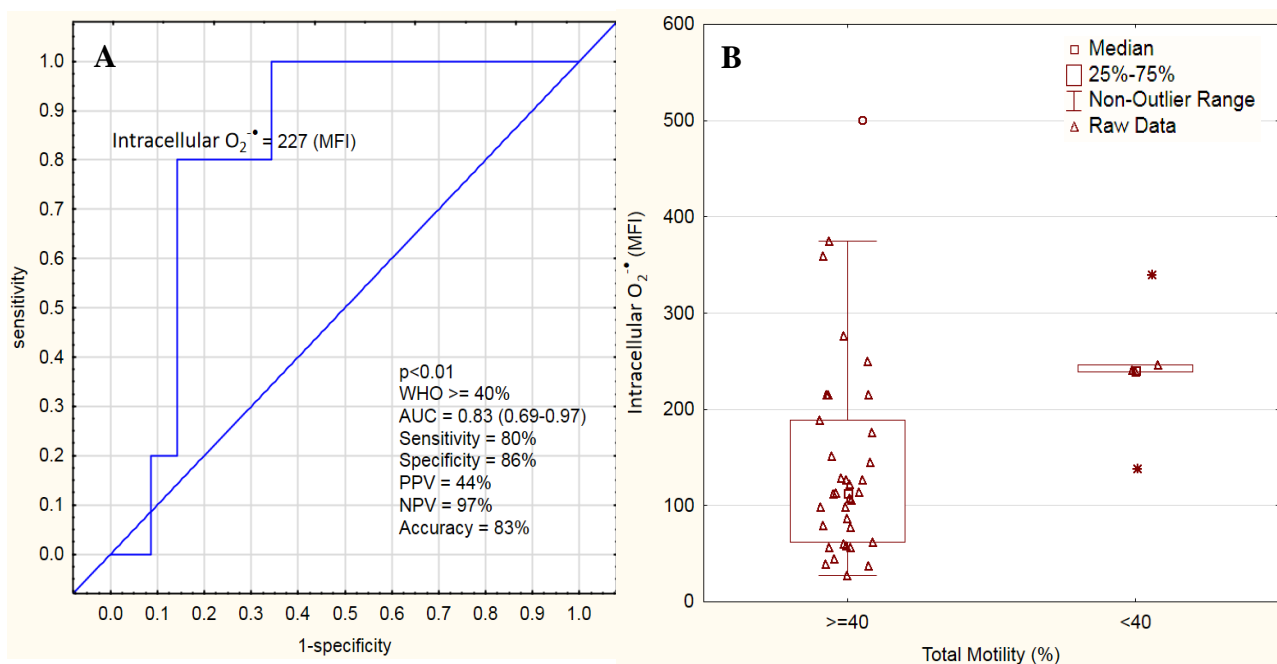 A
1.0
0.9
0.8
0.7
0.6
0.5
0.4
0.3
0.2
0.1
0.0
sensitivity
Intracellular O₂⁻• = 227 (MFI)
p<0.01
WHO >= 40%
AUC = 0.83 (0.69-0.97)
Sensitivity = 80%
Specificity = 86%
PPV = 44%
NPV = 97%
Accuracy = 83%
0.0 0.1 0.2 0.3 0.4 0.5 0.6 0.7 0.8 0.9 1.0
1-specificity
B
Median
25%-75%
Non-Outlier Range
Raw Data
600
500
400
300
200
100
0
Intracellular O₂⁻• (MFI)
>=40 <40
Total Motility (%)